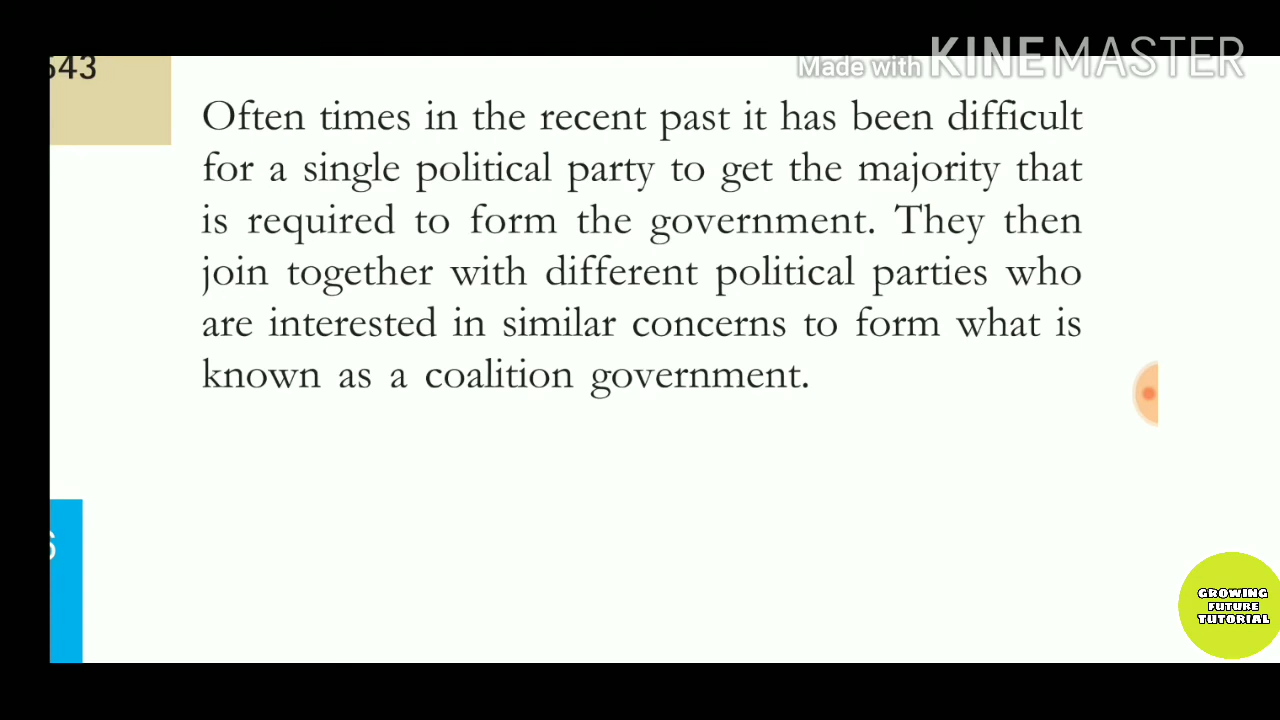 Made with KINEMASTER
543
Often times in the recent past it has been difficult
for a single political party to get the majority that
is required to form the government. They then
join together with different political parties who
are interested in similar concerns to form what is
known as a coalition government.
GROWING
FUTURE
TUTORIAL